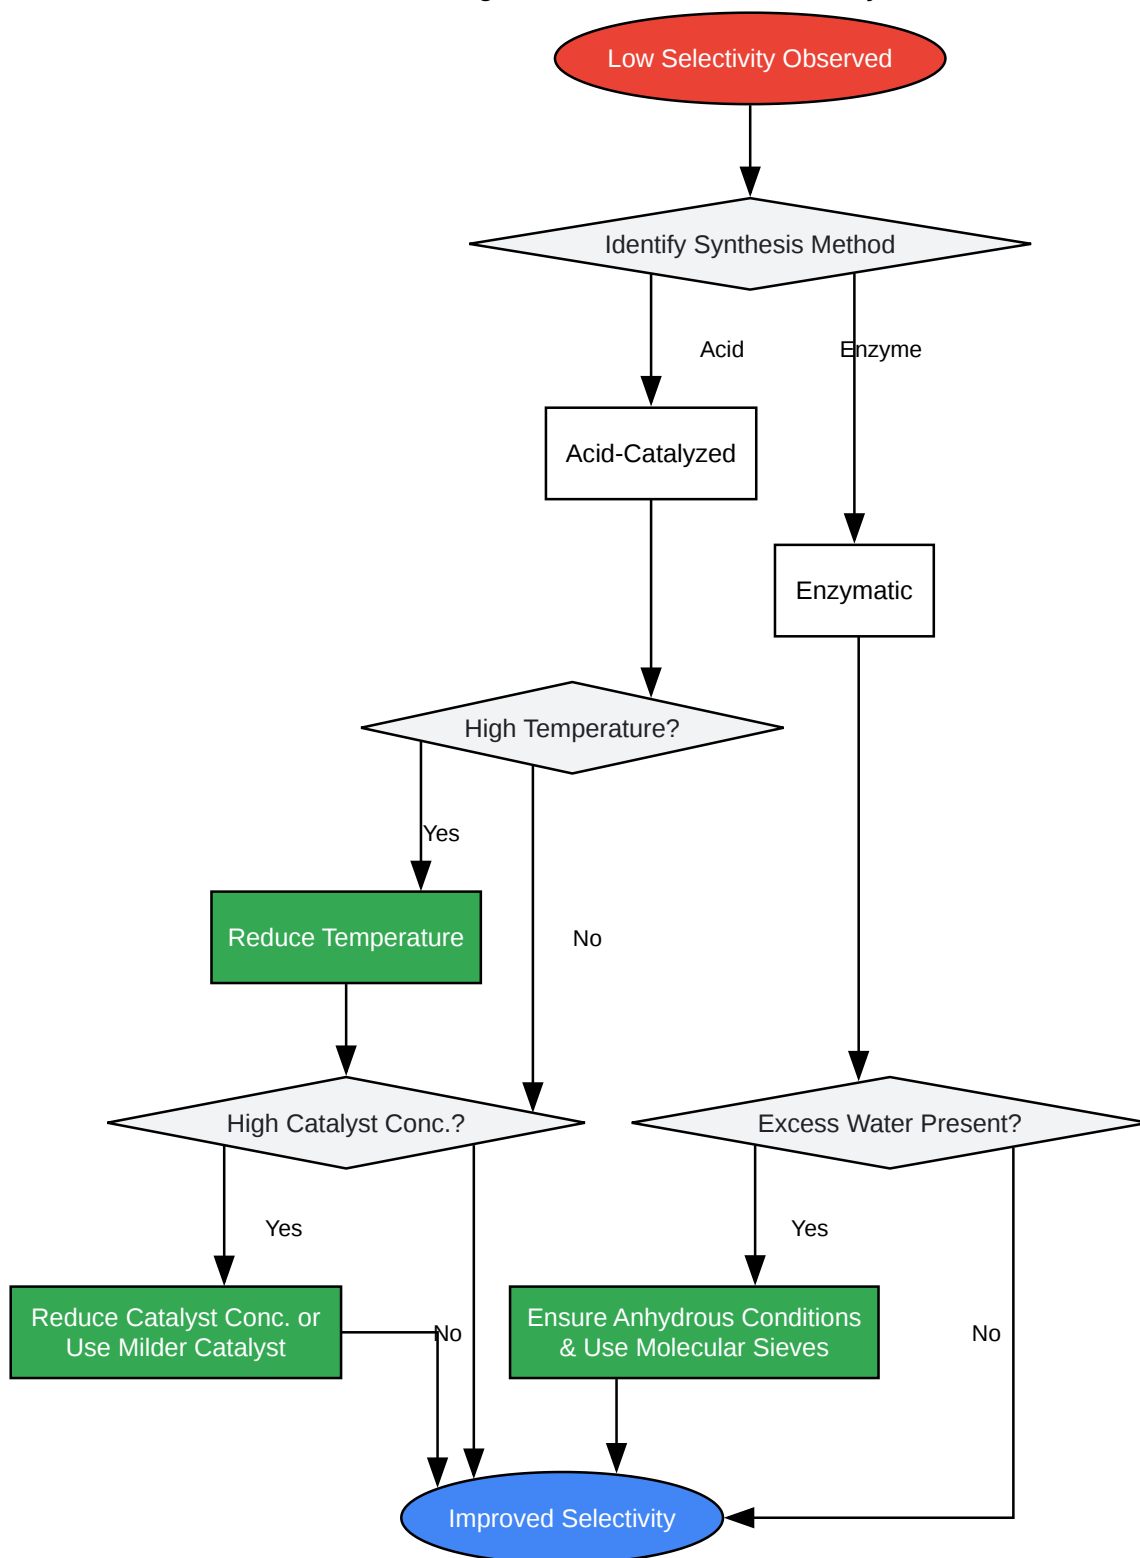 Low Selectivity Observed
Identify Synthesis Method
Acid
Enzyme
Acid-Catalyzed
Enzymatic
High Temperature?
Yes
Reduce Temperature
No
High Catalyst Conc.?
Excess Water Present?
Yes
Yes
Reduce Catalyst Conc. or
Use Milder Catalyst
No
Ensure Anhydrous Conditions
& Use Molecular Sieves
No
Improved Selectivity